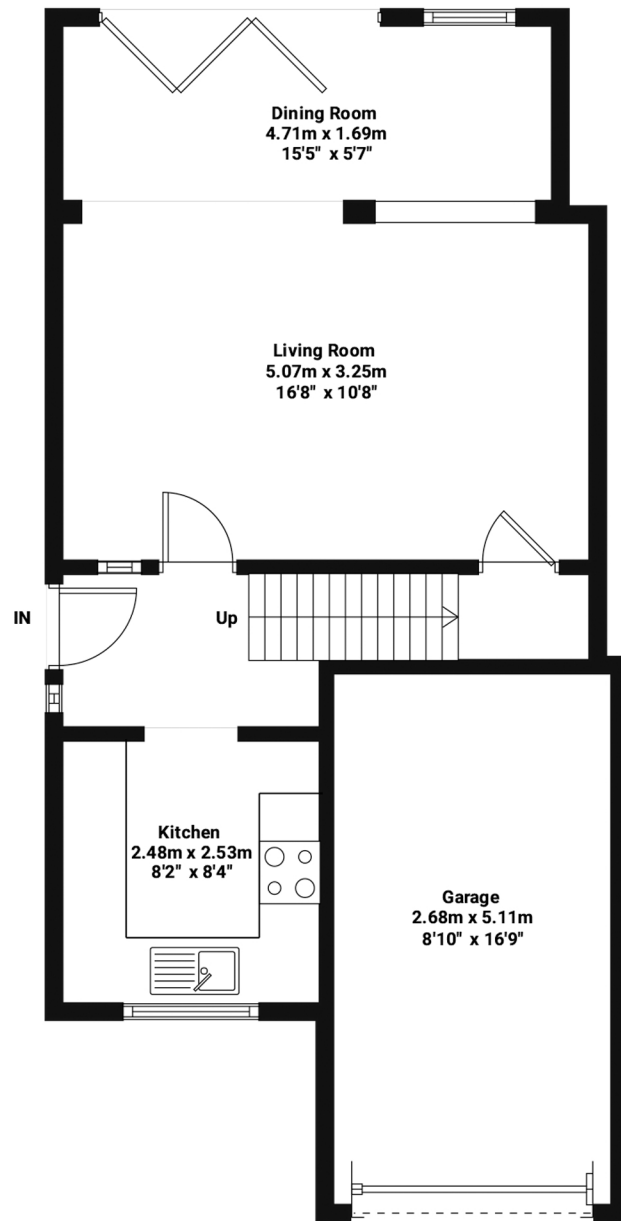 Dining Room
4.71m x 1.69m
15'5" x 5'7"
Living Room
5.07m x 3.25m
16'8" x 10'8"
IN
Up
Kitchen
2.48m x 2.53m
8'2" x 8'4"
Garage
2.68m x 5.11m
8'10" x 16'9"